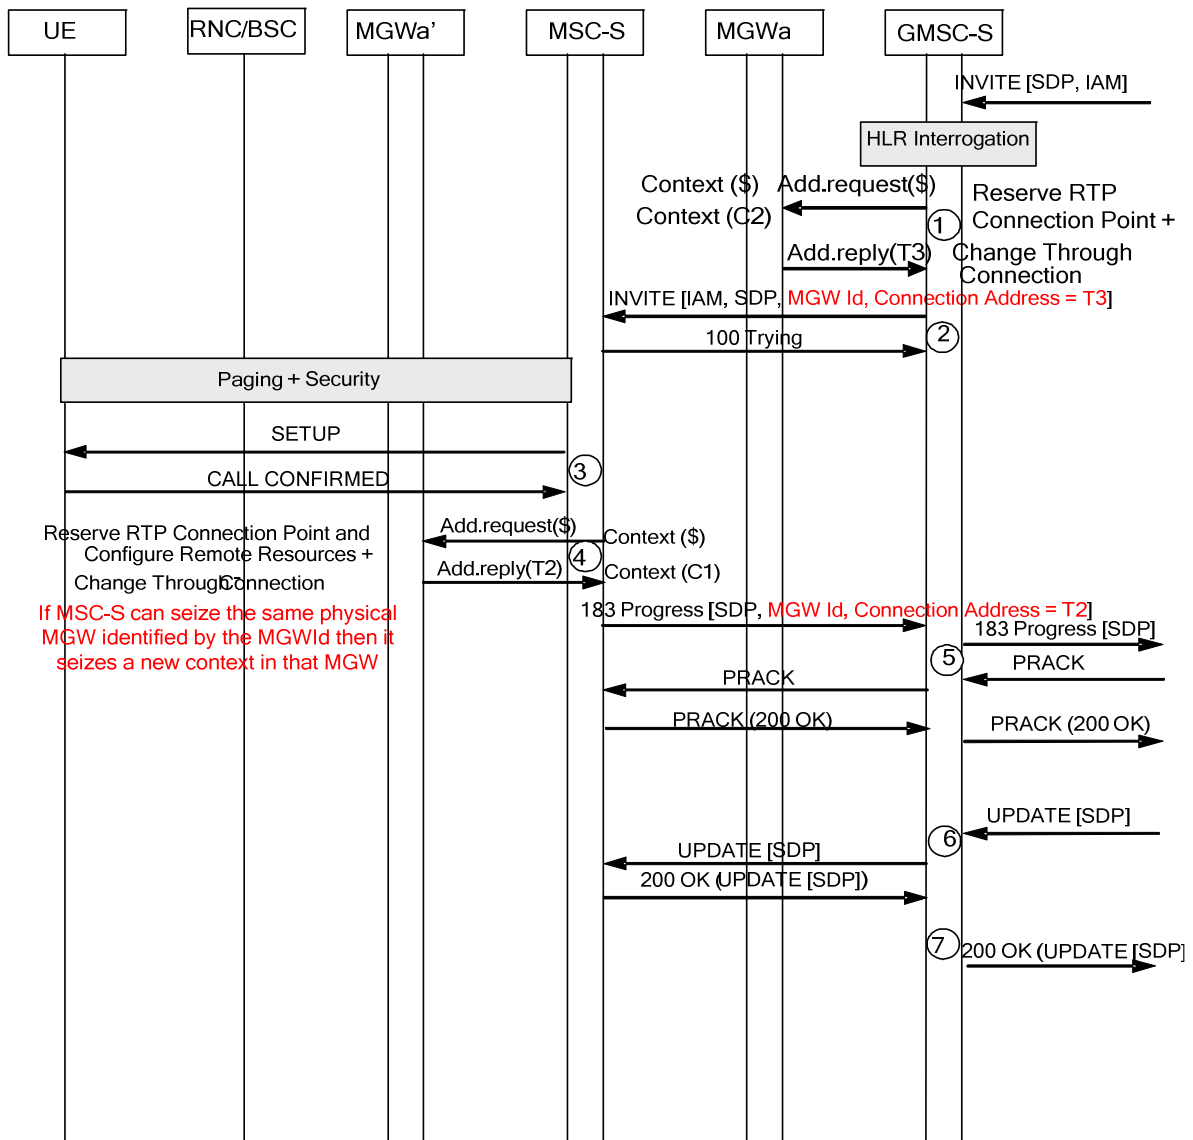 UE
RNC/BSC
MGWa’
MSC-S
MGWa
GMSC-S
INVITE [SDP, IAM]
HLR Interrogation
Context ($)
Add.request($)
Reserve RTP
Context (C2)
1
Connection Point +
Add.reply(T3)
Change Through
Connection
INVITE [IAM, SDP, MGW Id, Connection Address = T3]
100 Trying
2
Paging + Security
SETUP
3
CALL CONFIRMED
Add.request($)
Context ($)
Reserve RTP Connection Point and
Configure Remote Resources +
4
Add.reply(T2)
Context (C1)
Change Through Connection
If MSC-S can seize the same physical
MGW identified by the MGWId then it
seizes a new context in that MGW
183 Progress [SDP, MGW Id, Connection Address = T2]
183 Progress [SDP]
5
PRACK
PRACK
PRACK (200 OK)
PRACK (200 OK)
UPDATE [SDP]
6
UPDATE [SDP]
200 OK (UPDATE [SDP])
7
200 OK (UPDATE [SDP]